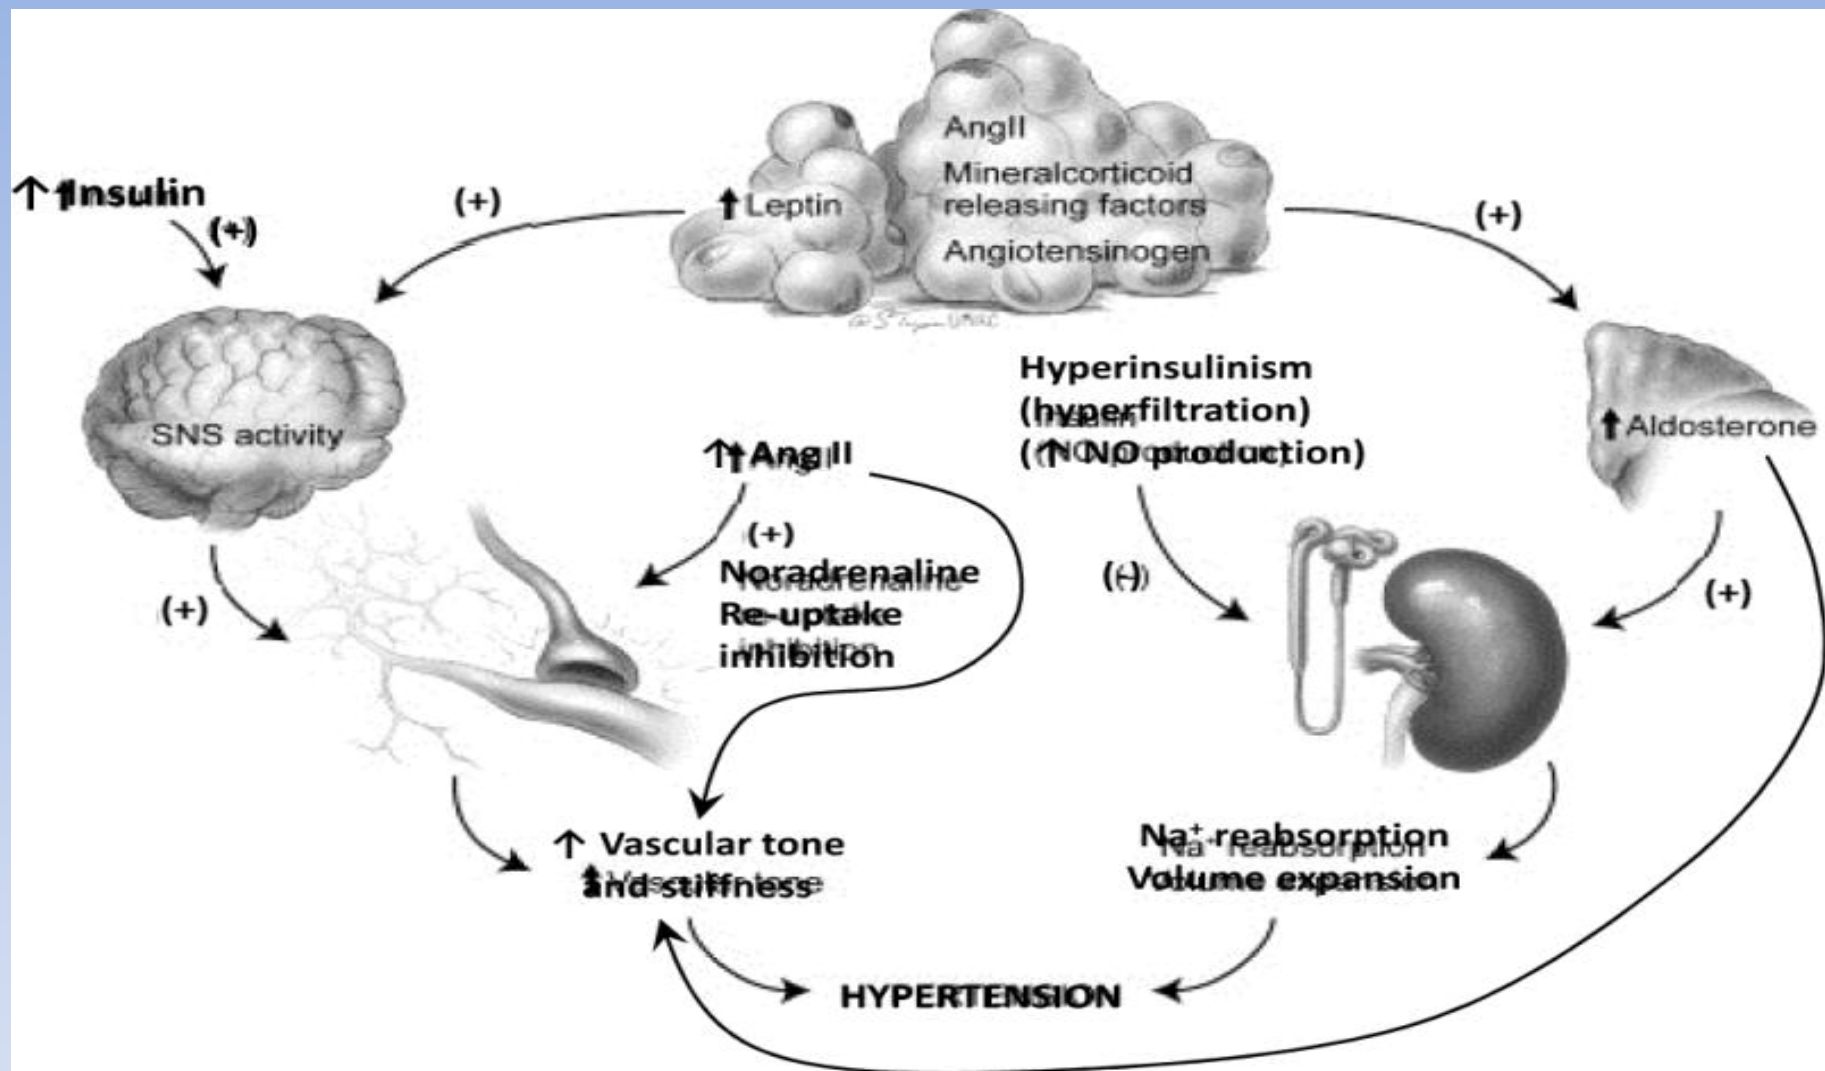 AngII
Mineralcorticoid
releasing factors
Angiotensinogen
↑ Leptin
(+)
(+)
↑ Insulin
(+)
SNS activity
(+)
↑ Ang II
(+)
Noradrenaline
Re-uptake
inhibition
Hyperinsulinism
(hyperfiltration)
(↑ NO production)
(-)
↑ Aldosterone
(+)
↑ Vascular tone
and stiffness
Na⁺ reabsorption
Volume expansion
HYPERTENSION